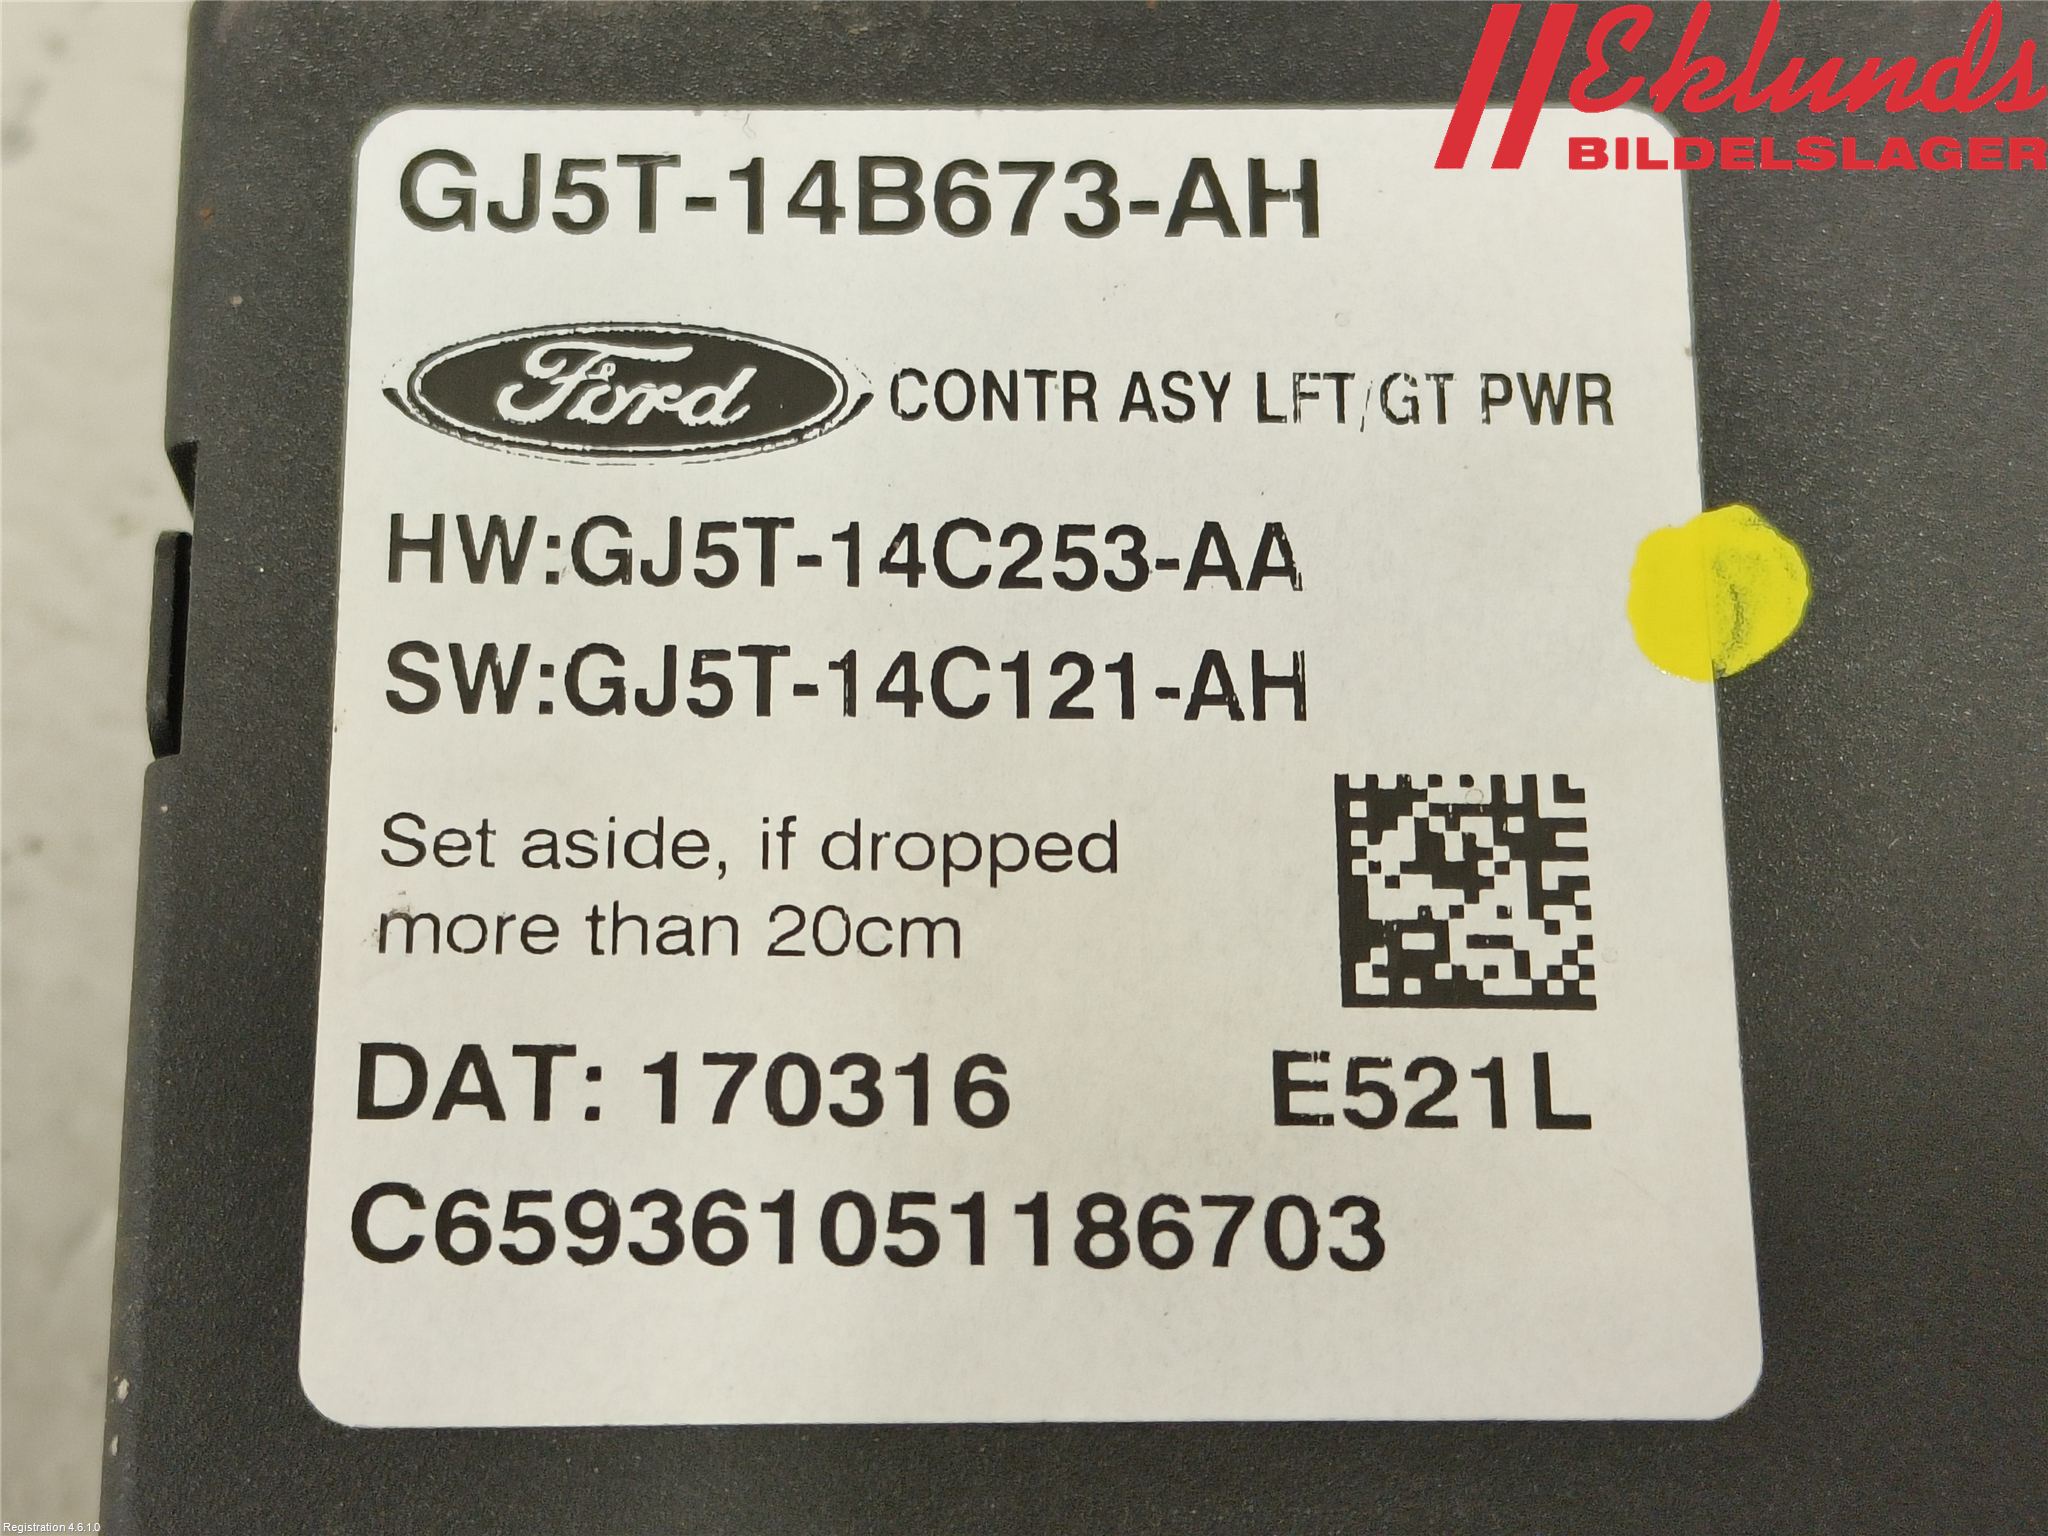 Eklunds
BILDELSLAGER
GJ5T-14B673-AH
Ford CONTR ASY LFT/GT PWR
HW:GJ5T-14C253-AA
SW:GJ5T-14C121-AH
Set aside, if dropped
more than 20cm
DAT: 170316 E521L
C659361051186703
Registration 4.6.1.0